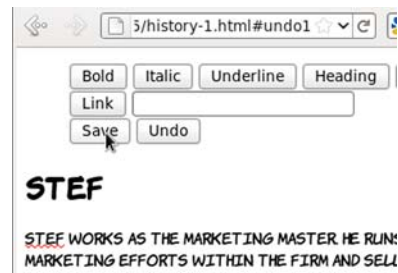 5/history-1.html#undo1
Bold Italic Underline Heading
Link
Save Undo
STEF
STEF WORKS AS THE MARKETING MASTER. HE RUNS
MARKETING EFFORTS WITHIN THE FIRM AND SELL